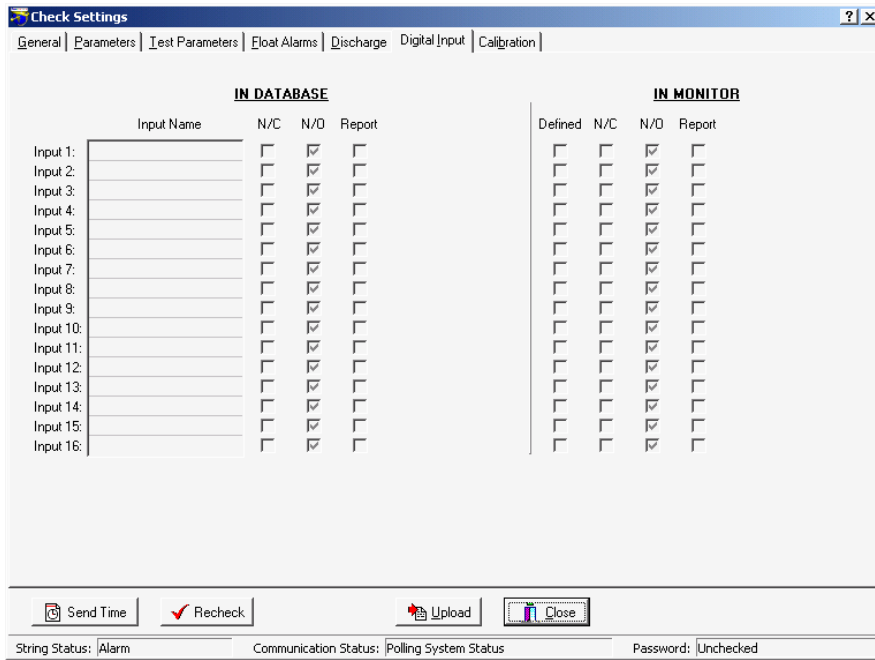 Check Settings
General Parameters Test Parameters Float Alarms Discharge Digital Input Calibration
IN DATABASE IN MONITOR
Input Name N/C N/O Report Defined N/C N/O Report
Input 1:
Input 2:
Input 3:
Input 4:
Input 5:
Input 6:
Input 7:
Input 8:
Input 9:
Input 10:
Input 11:
Input 12:
Input 13:
Input 14:
Input 15:
Input 16:
Send Time Recheck Upload Close
String Status: Alarm Communication Status: Polling System Status Password: Unchecked